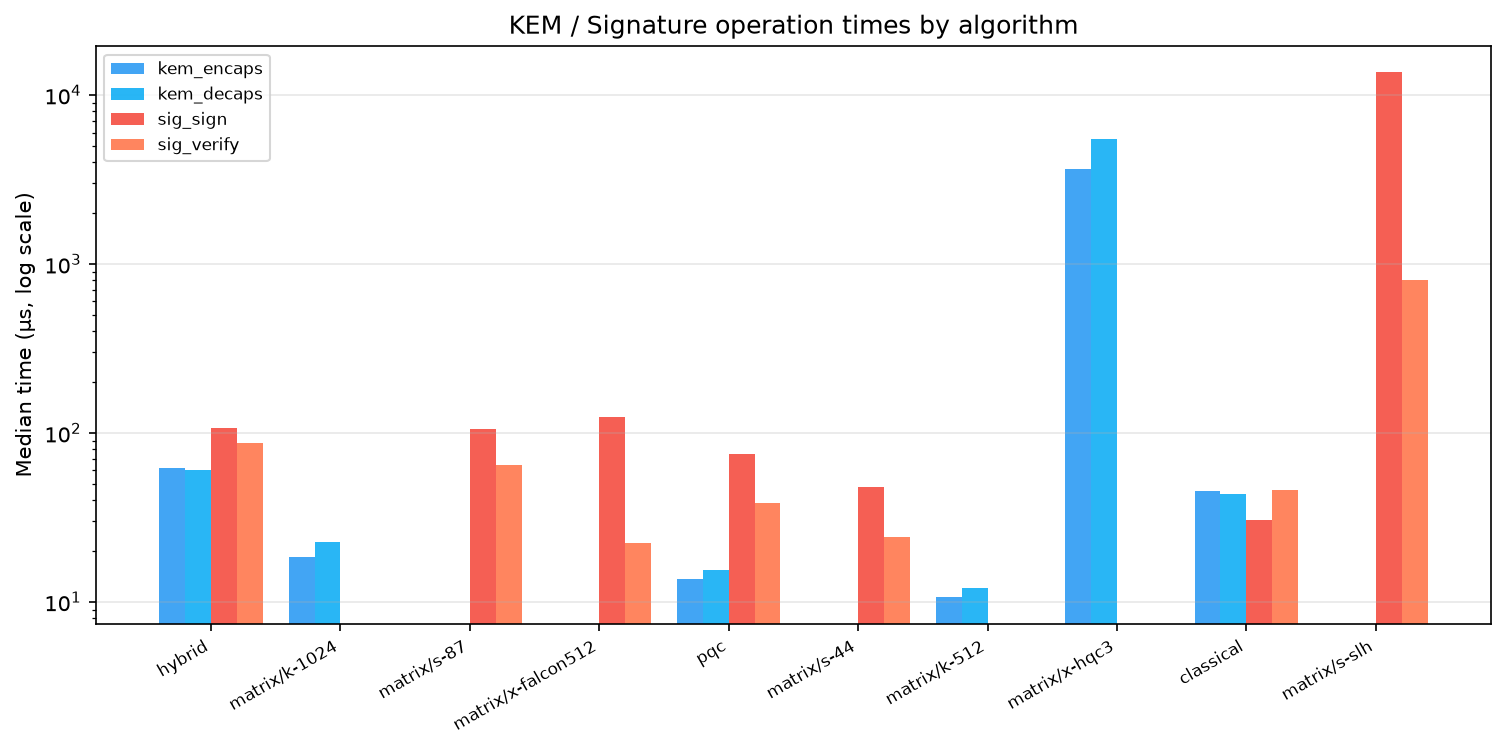 KEM / Signature operation times by algorithm
kem_encaps
kem_decaps
sig_sign
sig_verify
Median time (µs, log scale)
10⁴
10³
10²
10¹
hybrid
matrix/k-1024
matrix/s-87
matrix/x-falcon512
pqc
matrix/s-44
matrix/k-512
matrix/x-hqc3
classical
matrix/s-slh